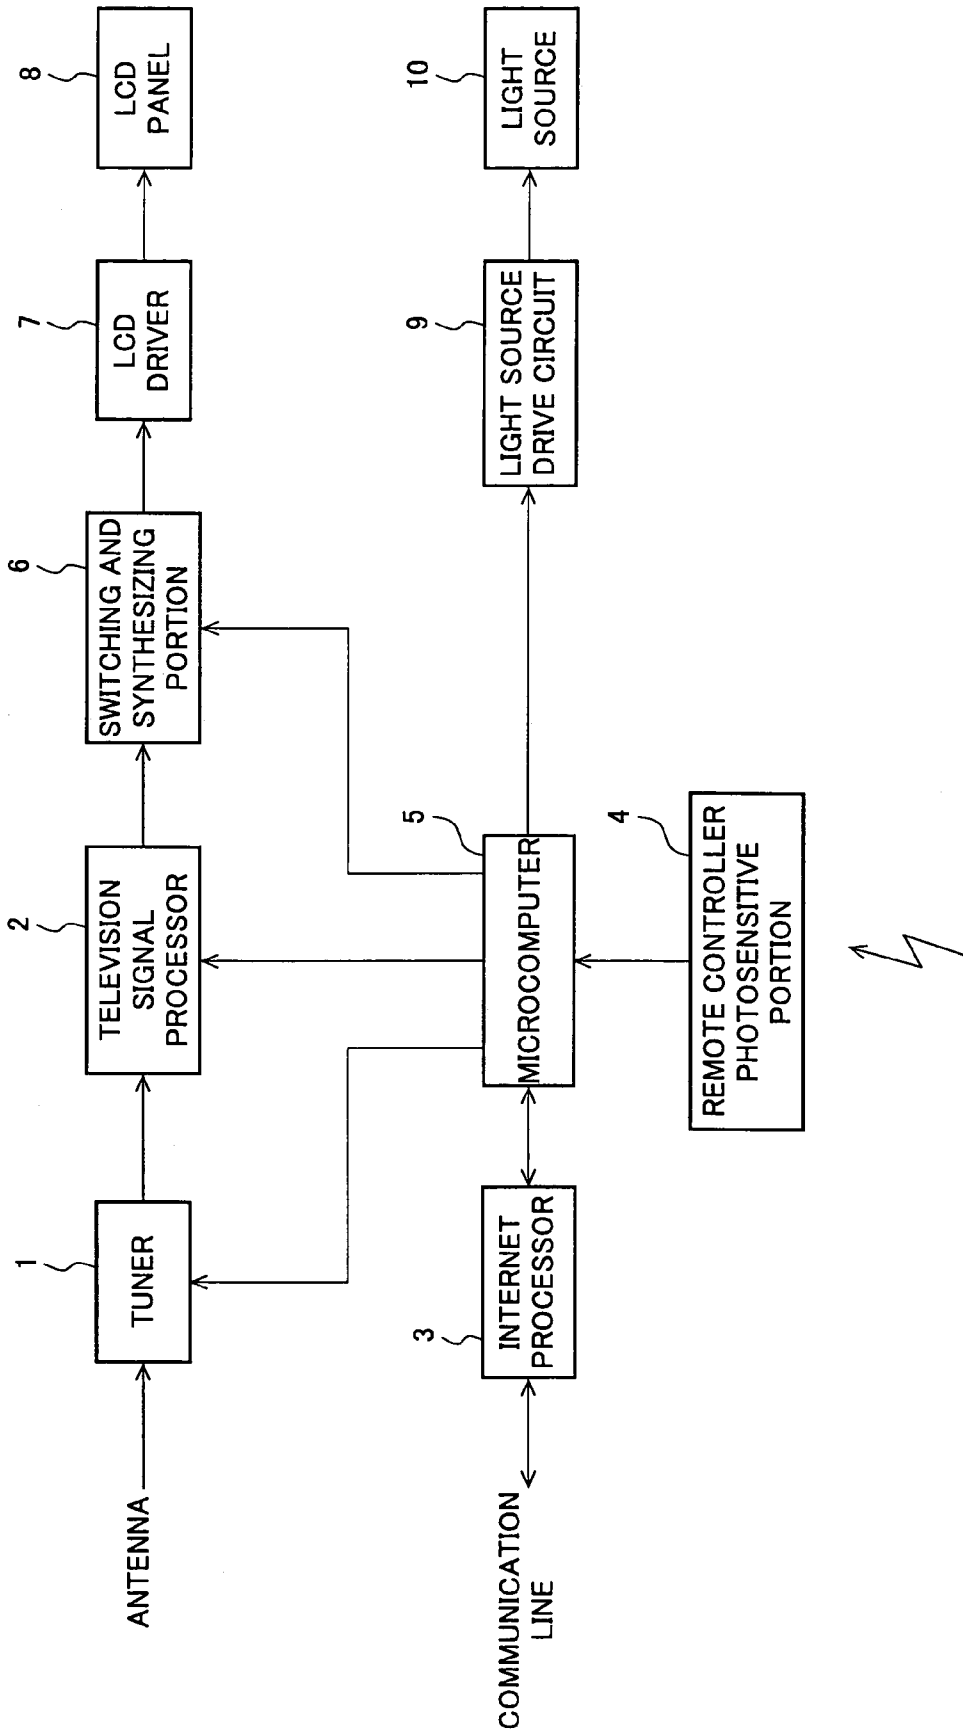 ANTENNA
1
TUNER
2
TELEVISION
SIGNAL
PROCESSOR
6
SWITCHING AND
SYNTHESIZING
PORTION
7
LCD
DRIVER
8
LCD
PANEL
COMMUNICATION
LINE
3
INTERNET
PROCESSOR
5
MICROCOMPUTER
9
LIGHT SOURCE
DRIVE CIRCUIT
10
LIGHT
SOURCE
4
REMOTE CONTROLLER
PHOTOSENSITIVE
PORTION